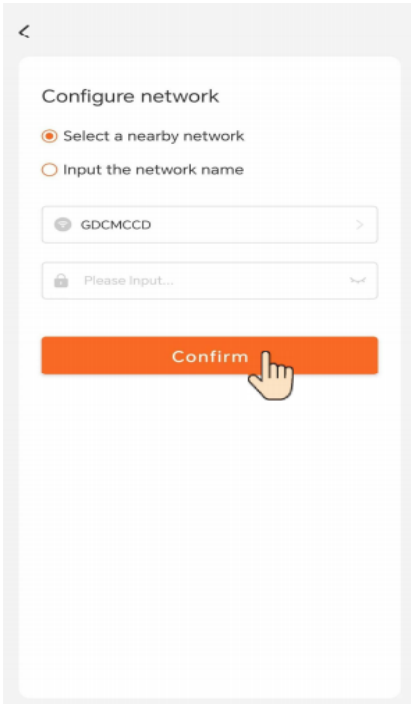 Configure network
Select a nearby network
Input the network name
GDCMCCD
Please Input...
Confirm